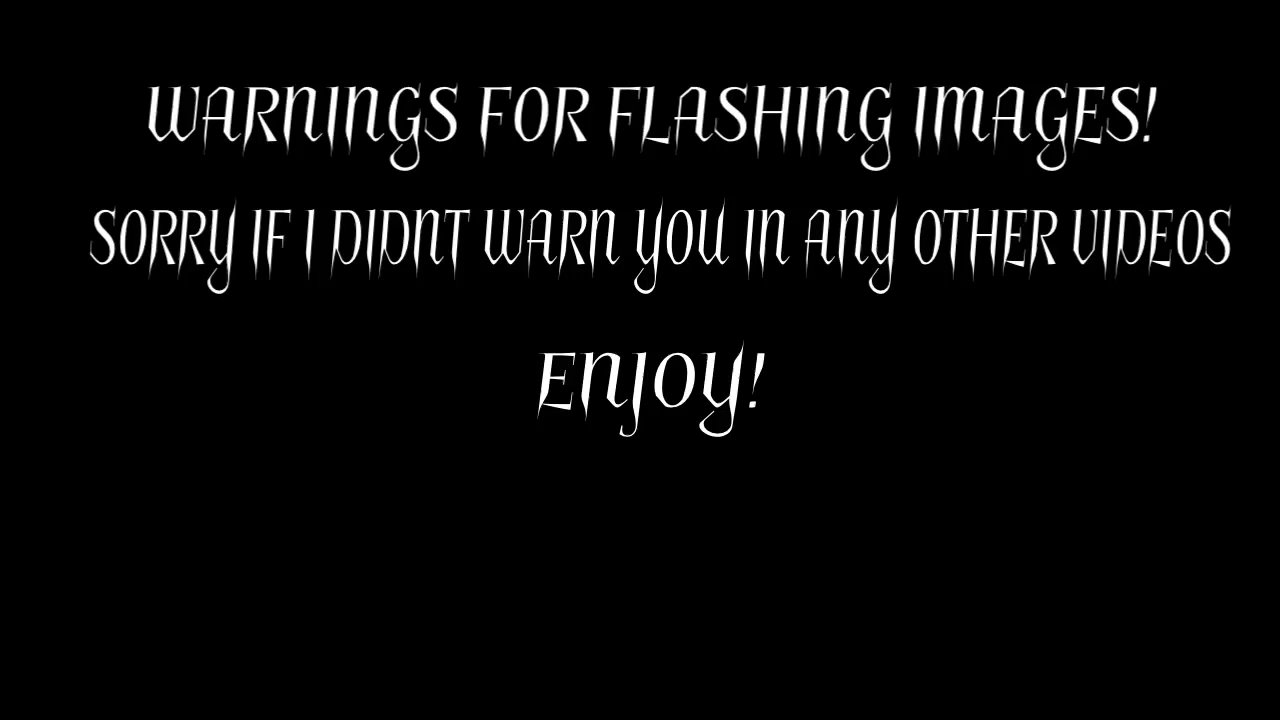 WARNINGS FOR FLASHING IMAGES!
SORRY IF I DIDNT WARN YOU IN ANY OTHER VIDEOS
ENJOY!